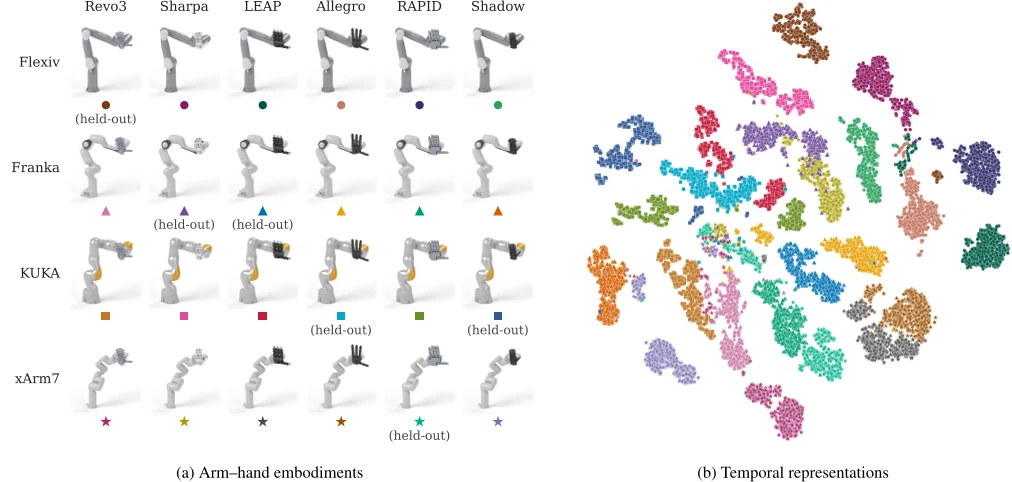 Revo3 Sharpa LEAP Allegro RAPID Shadow
Flexiv
(held-out)
Franka
(held-out) (held-out)
KUKA
(held-out) (held-out)
xArm7
(held-out)
(a) Arm–hand embodiments
(b) Temporal representations